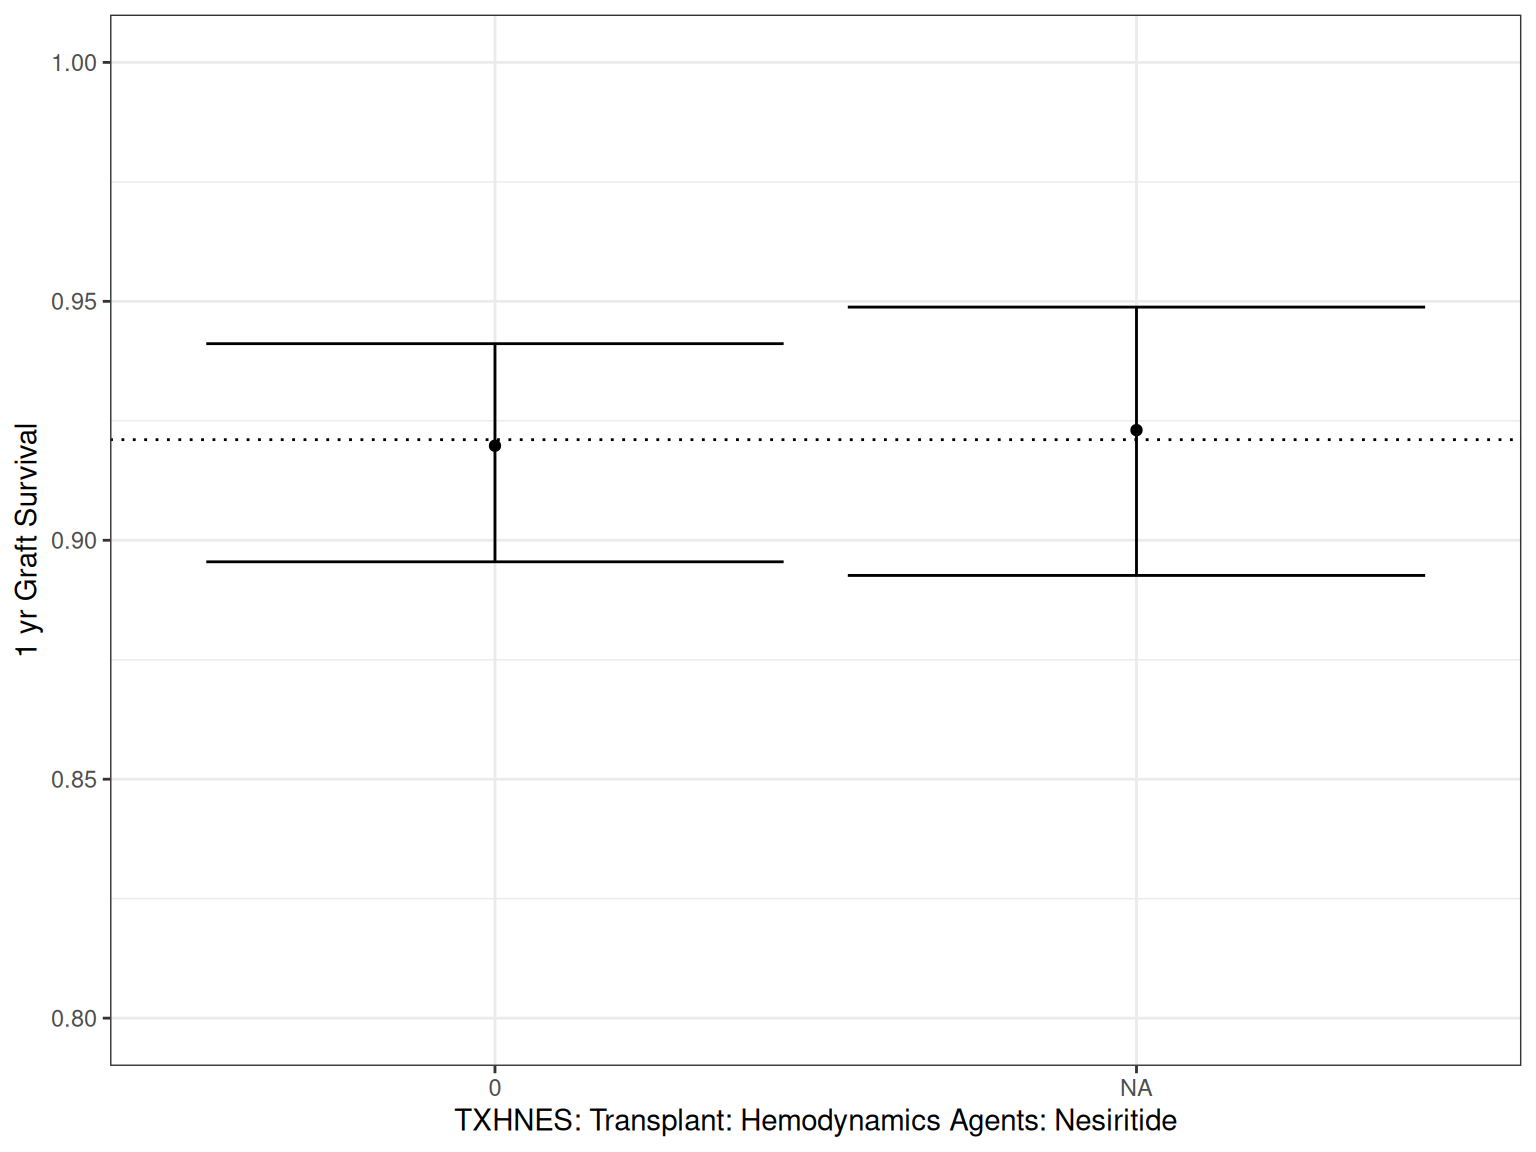 1.00
0.95
0.90
0.85
0.80
1 yr Graft Survival
0
NA
TXHNES: Transplant: Hemodynamics Agents: Nesiritide